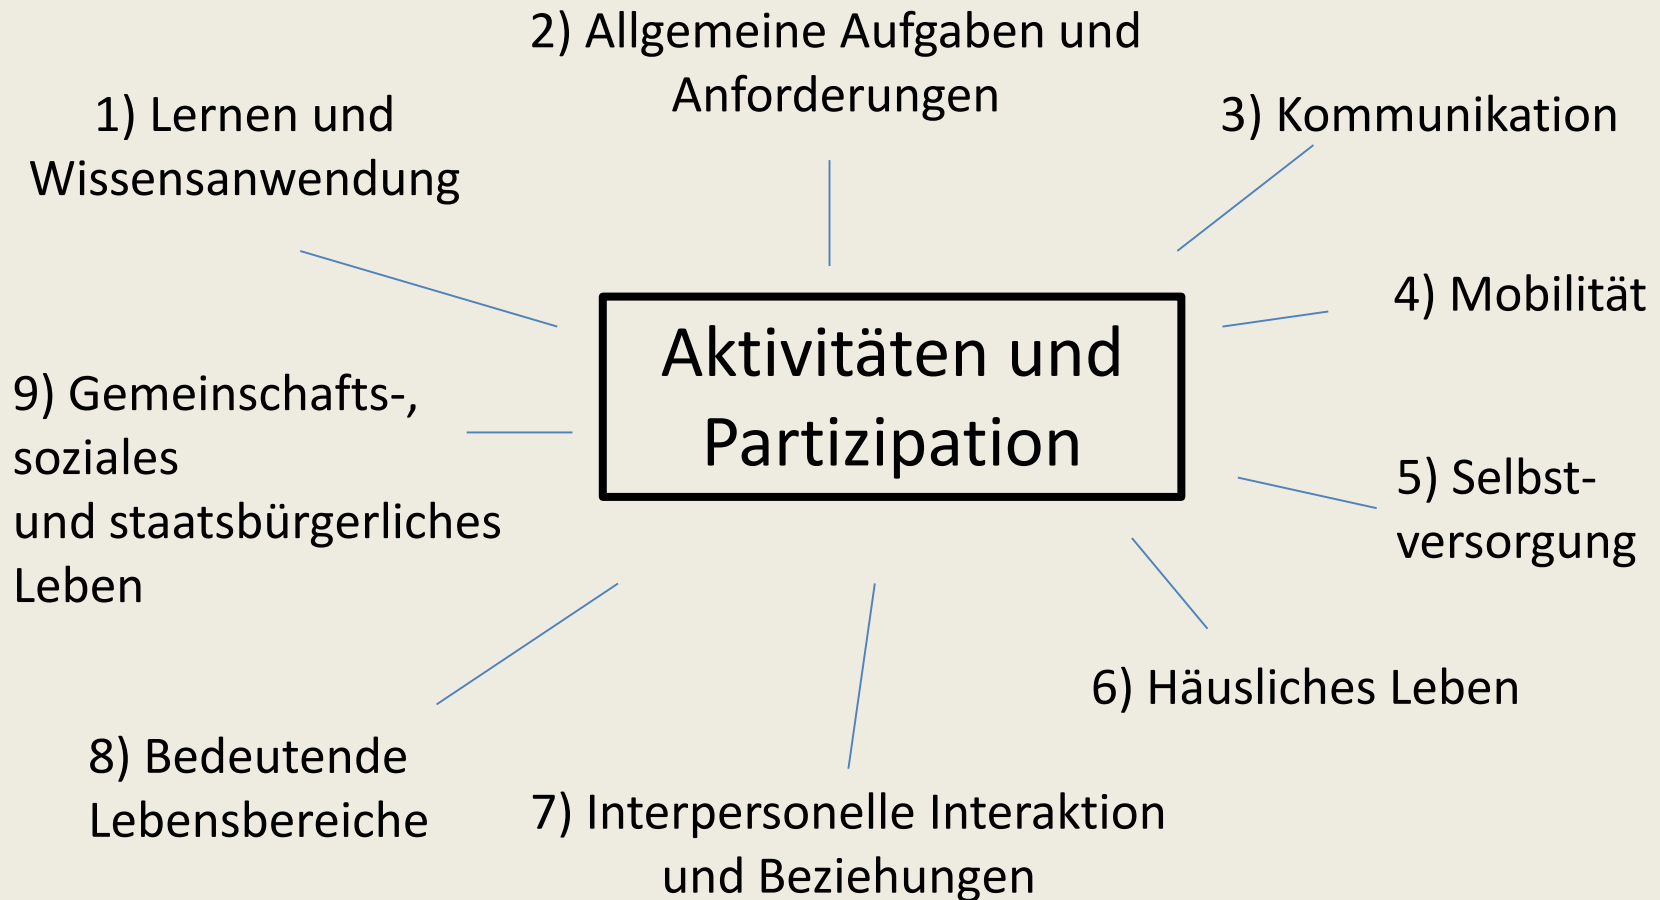 2) Allgemeine Aufgaben und
Anforderungen
1) Lernen und
Wissensanwendung
3) Kommunikation
4) Mobilität
Aktivitäten und
Partizipation
9) Gemeinschafts-,
soziales
und staatsbürgerliches
Leben
5) Selbst-
versorgung
6) Häusliches Leben
8) Bedeutende
Lebensbereiche
7) Interpersonelle Interaktion
und Beziehungen